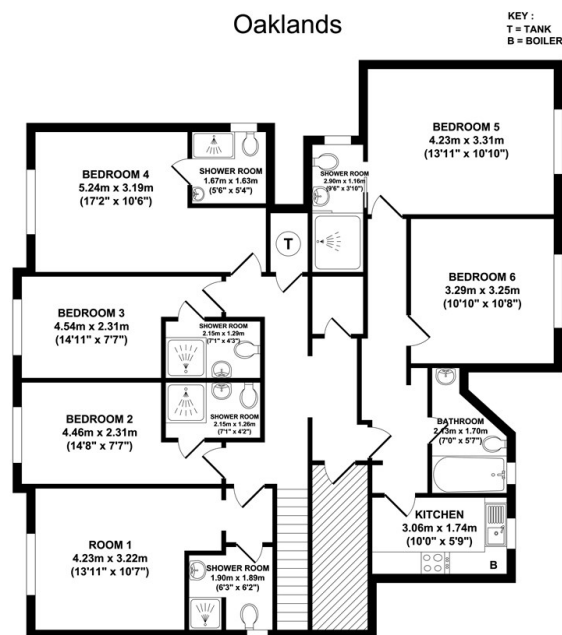 Oaklands
KEY :
T = TANK
B = BOILER
BEDROOM 5
4.23m x 3.31m
(13'11" x 10'10")
BEDROOM 4
5.24m x 3.19m
(17'2" x 10'6")
SHOWER ROOM
1.67m x 1.63m
(5'6" x 5'4")
SHOWER ROOM
2.90m x 1.16m
(9'6" x 3'10")
T
BEDROOM 6
3.29m x 3.25m
(10'10" x 10'8")
BEDROOM 3
4.54m x 2.31m
(14'11" x 7'7")
SHOWER ROOM
2.15m x 1.29m
(7'1" x 4'3")
BEDROOM 2
4.46m x 2.31m
(14'8" x 7'7")
SHOWER ROOM
2.15m x 1.26m
(7'1" x 4'2")
BATHROOM
2.13m x 1.70m
(7'0" x 5'7")
ROOM 1
4.23m x 3.22m
(13'11" x 10'7")
KITCHEN
3.06m x 1.74m
(10'0" x 5'9")
B
SHOWER ROOM
1.90m x 1.89m
(6'3" x 6'2")